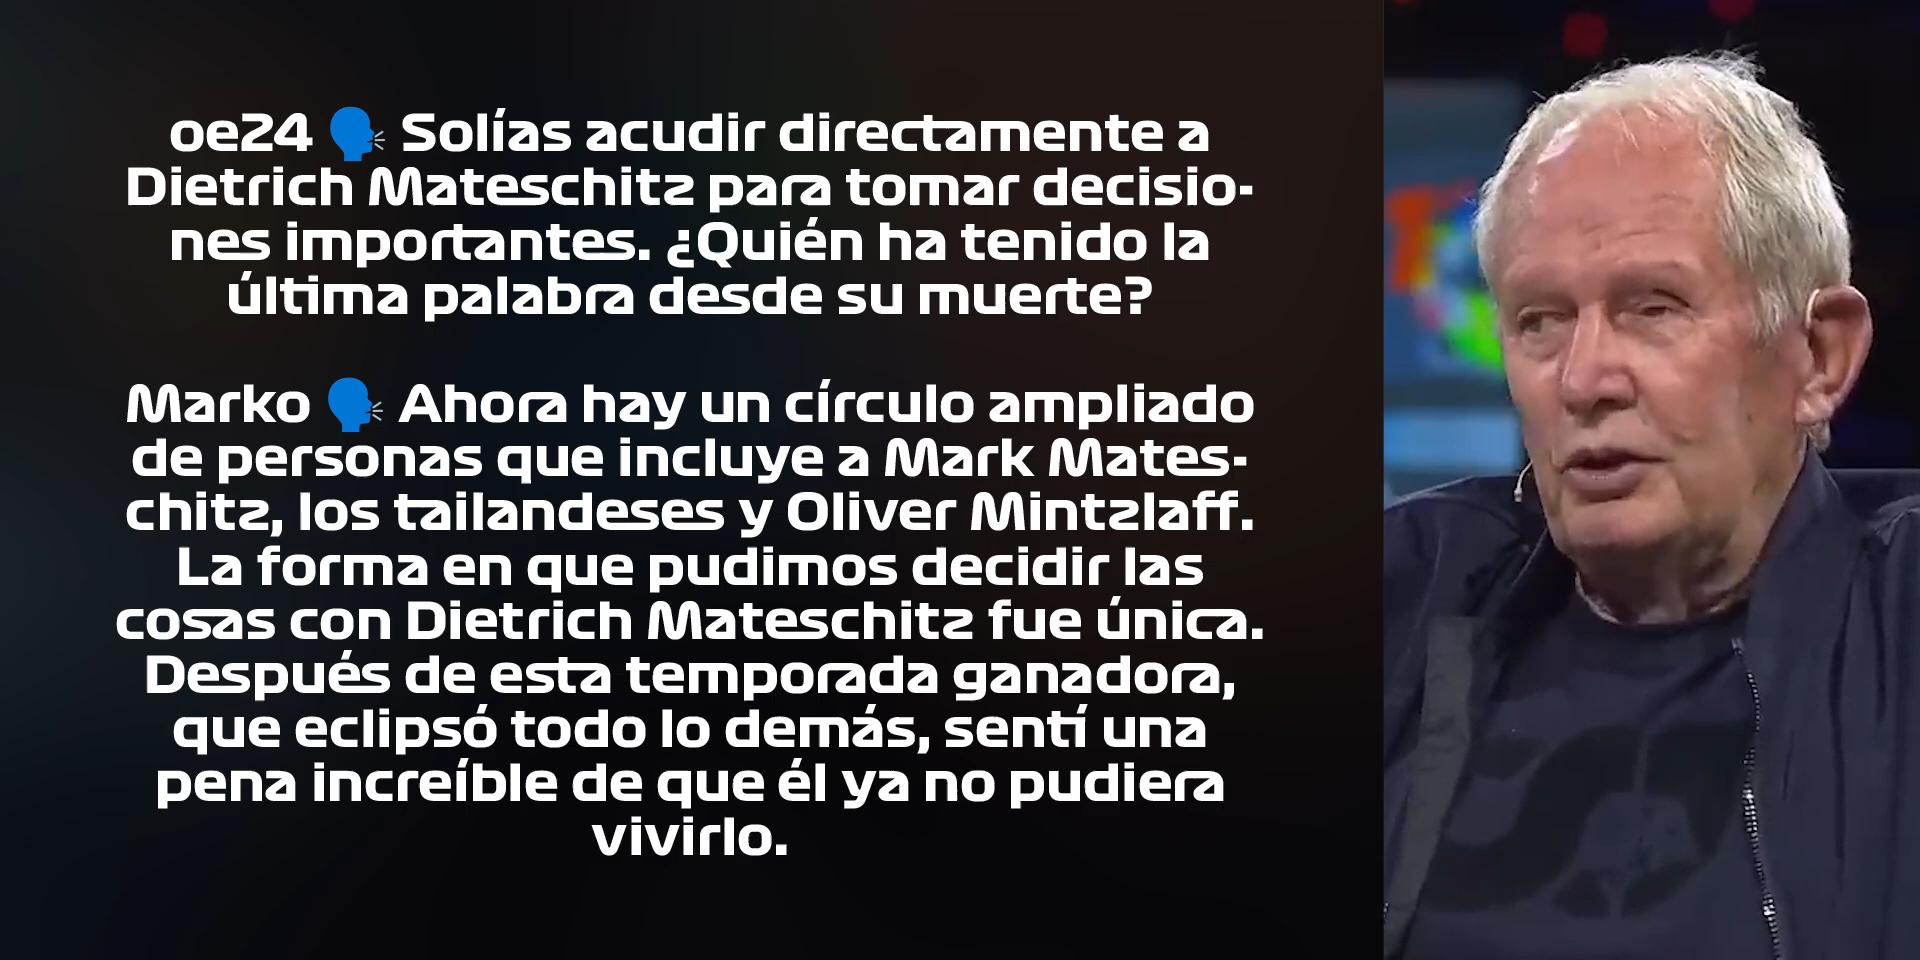 oe24 🗣 Solías acudir directamente a
Dietrich Mateschitz para tomar decisio-
nes importantes. ¿Quién ha tenido la
última palabra desde su muerte?
Marko 🗣 Ahora hay un círculo ampliado
de personas que incluye a Mark Mates-
chitz, los tailandeses y Oliver Mintzlaff.
La forma en que pudimos decidir las
cosas con Dietrich Mateschitz fue única.
Después de esta temporada ganadora,
que eclipsó todo lo demás, sentí una
pena increíble de que él ya no pudiera
vivirlo.